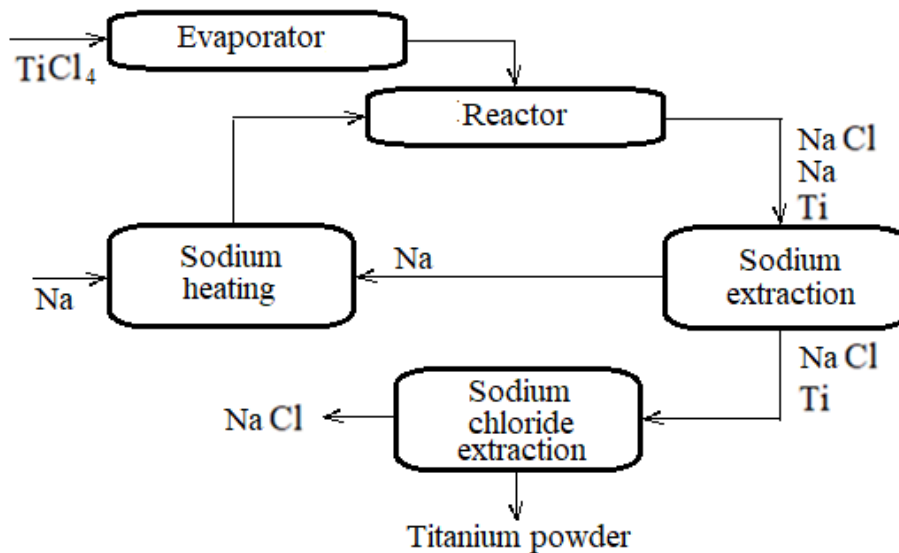 Evaporator
TiCl₄
Reactor
Na Cl
Na
Ti
Sodium
heating
Na
Na
Sodium
extraction
Na Cl
Ti
Sodium
chloride
extraction
Na Cl
Titanium powder